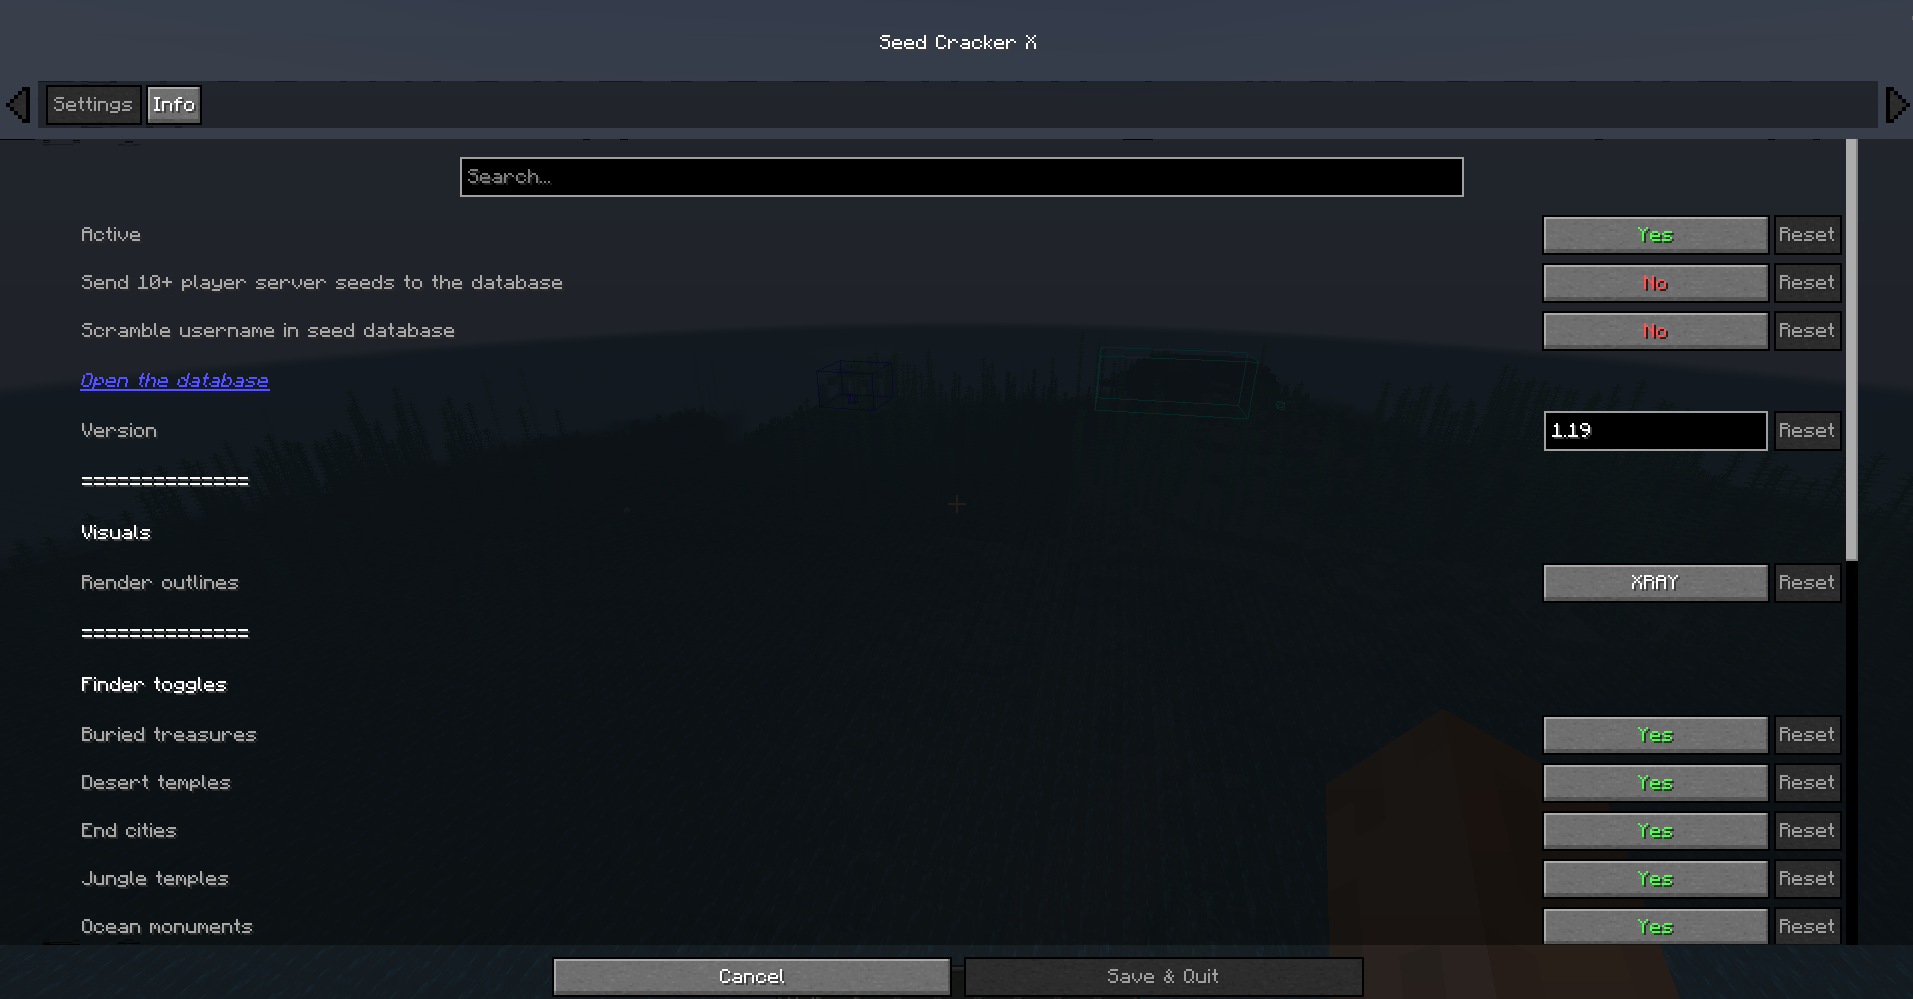 Seed Cracker X
Settings Info
Search...
Active Yes Reset
Send 10+ player server seeds to the database No Reset
Scramble username in seed database No Reset
Open the database
Version 1.19 Reset
==============
Visuals
Render outlines XRAY Reset
==============
Finder toggles
Buried treasures Yes Reset
Desert temples Yes Reset
End cities Yes Reset
Jungle temples Yes Reset
Ocean monuments Yes Reset
Cancel Save & Quit